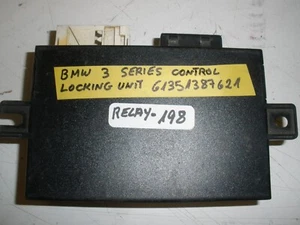 BMW 3 SERIES CONTROL
LOCKING UNIT 61351387621
RELAY-198